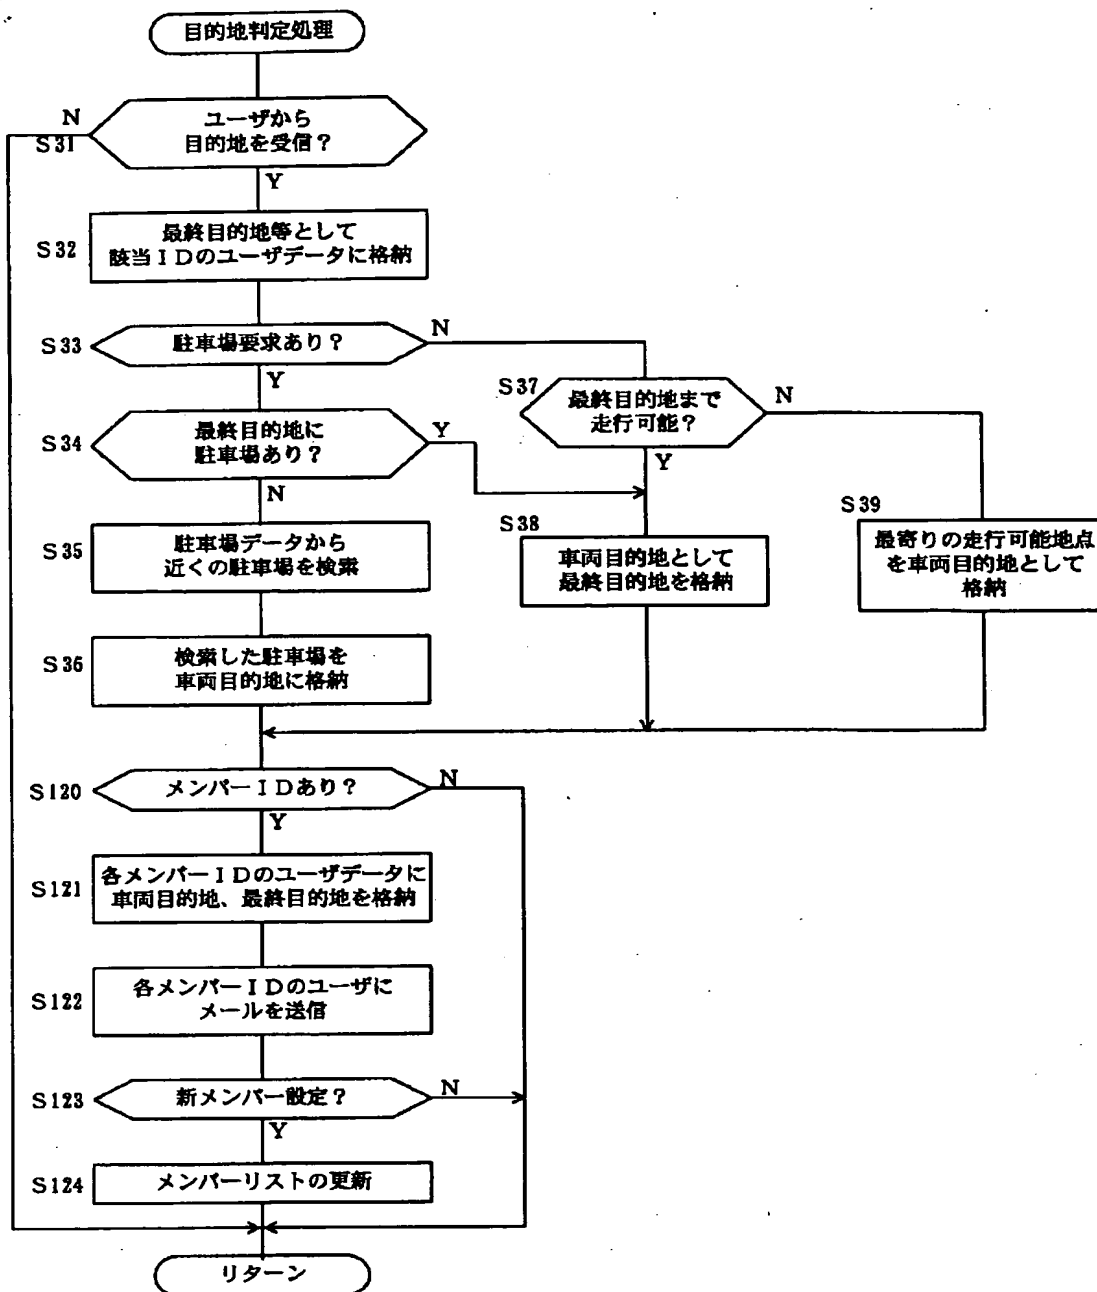 目的地判定処理
N
S31
ユーザから
目的地を受信？
Y
S32
最終目的地等として
該当ＩＤのユーザデータに格納
S33
駐車場要求あり？
N
Y
S34
最終目的地に
駐車場あり？
Y
N
S37
最終目的地まで
走行可能？
N
Y
S35
駐車場データから
近くの駐車場を検索
S38
車両目的地として
最終目的地を格納
S39
最寄りの走行可能地点
を車両目的地として
格納
S36
検索した駐車場を
車両目的地に格納
S120
メンバーＩＤあり？
N
Y
S121
各メンバーＩＤのユーザデータに
車両目的地、最終目的地を格納
S122
各メンバーＩＤのユーザに
メールを送信
S123
新メンバー設定？
N
Y
S124
メンバーリストの更新
リターン